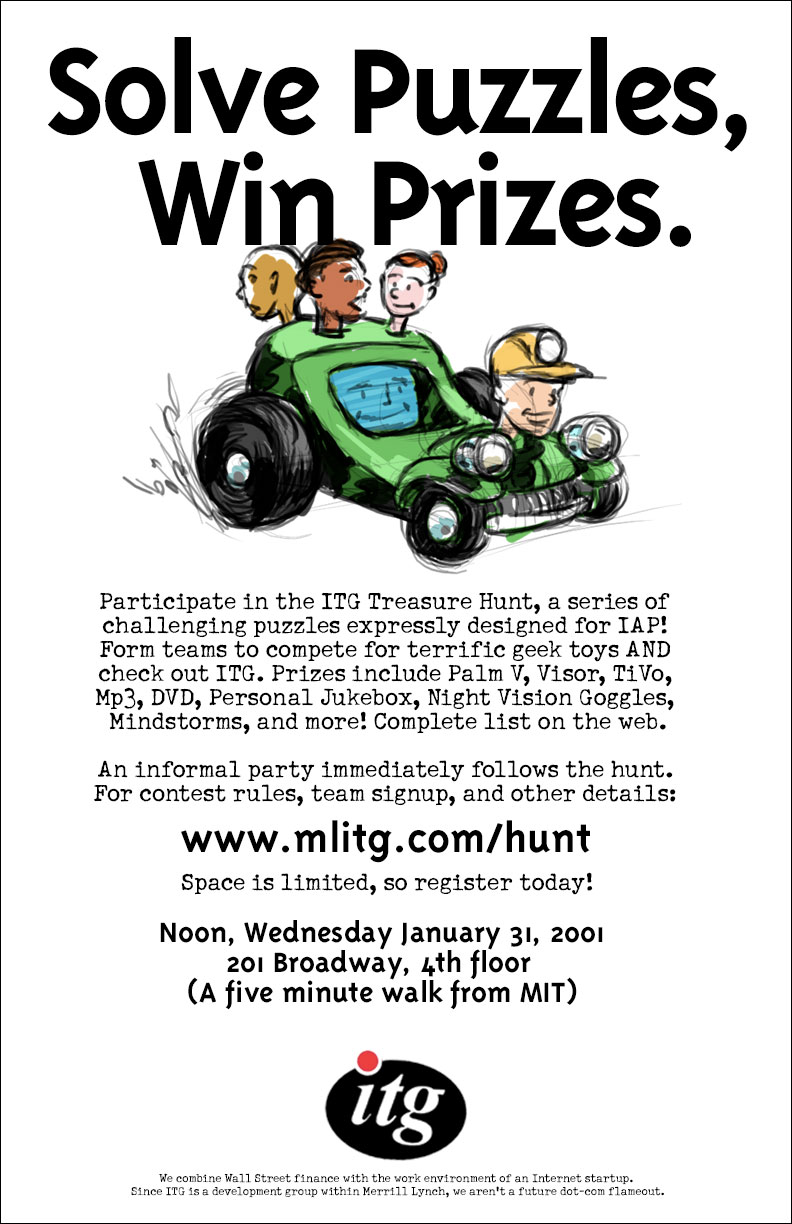 Solve Puzzles,
Win Prizes.
Participate in the ITG Treasure Hunt, a series of
challenging puzzles expressly designed for IAP!
Form teams to compete for terrific geek toys AND
check out ITG. Prizes include Palm V, Visor, TiVo,
Mp3, DVD, Personal Jukebox, Night Vision Goggles,
Mindstorms, and more! Complete list on the web.
An informal party immediately follows the hunt.
For contest rules, team signup, and other details:
www.mlitg.com/hunt
Space is limited, so register today!
Noon, Wednesday January 31, 2001
201 Broadway, 4th floor
(A five minute walk from MIT)
itg
We combine Wall Street finance with the work environment of an Internet startup.
Since ITG is a development group within Merrill Lynch, we aren't a future dot-com flameout.